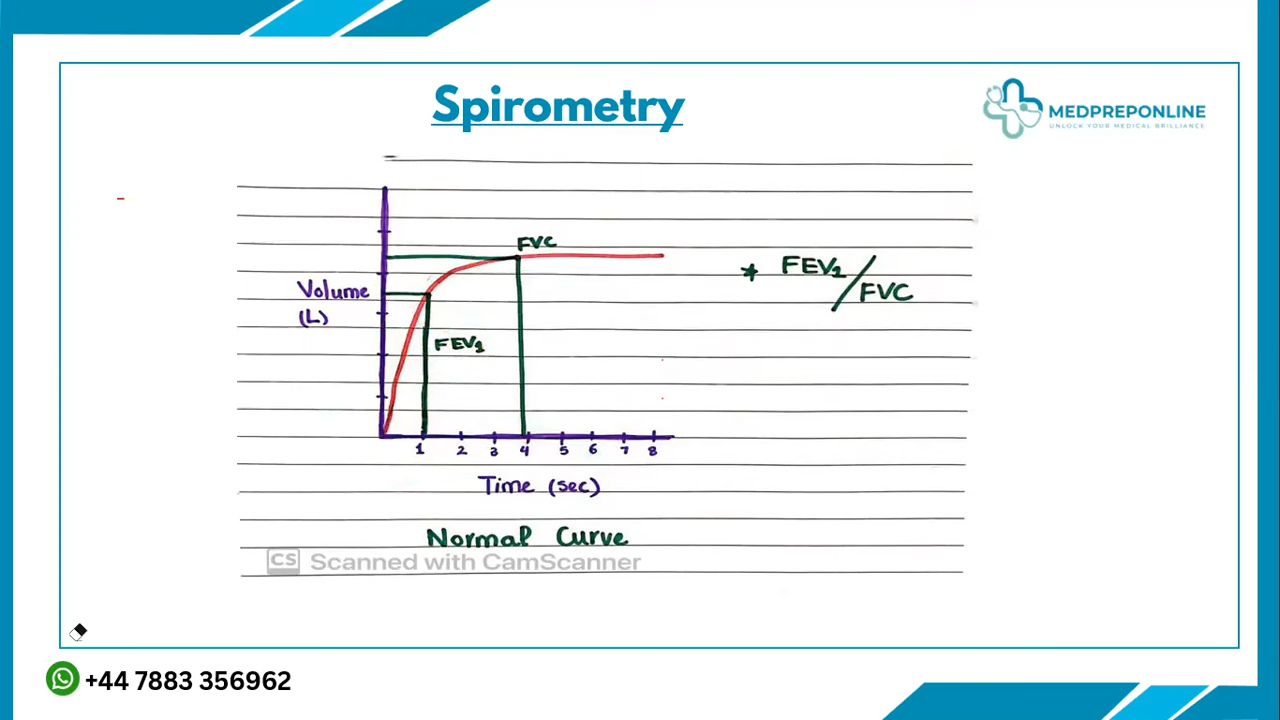 Spirometry
MEDPREPONLINE
UNLOCK YOUR MEDICAL BRILLIANCE
FVC
* FEV₁/FVC
Volume
(L)
FEV₁
1 2 3 4 5 6 7 8
Time (sec)
Normal Curve
CS Scanned with CamScanner
+44 7883 356962